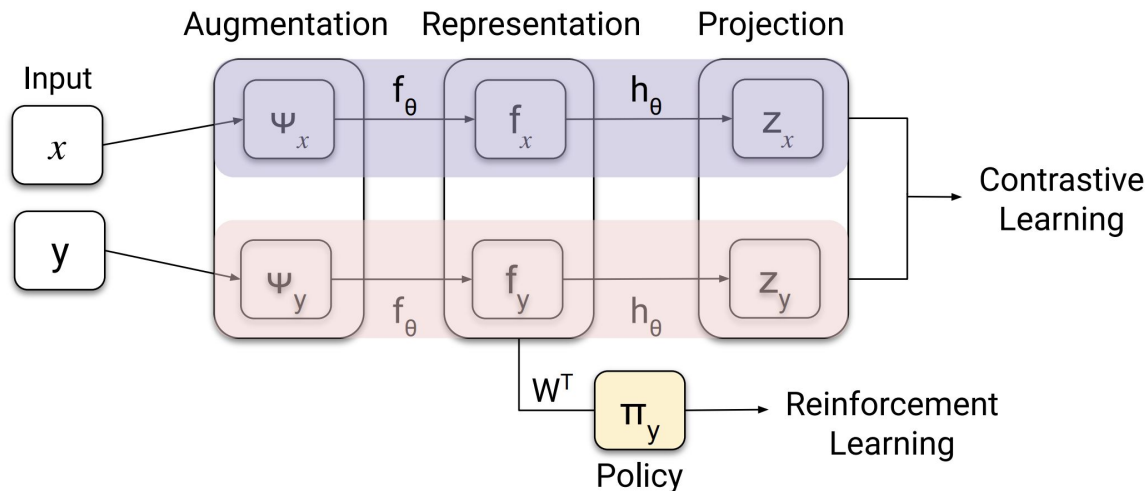 Augmentation Representation Projection
Input
x
Ψx
fθ
fx
hθ
zx
Contrastive
Learning
y
Ψy
fθ
fy
hθ
zy
Wᵀ
πy
Policy
Reinforcement
Learning